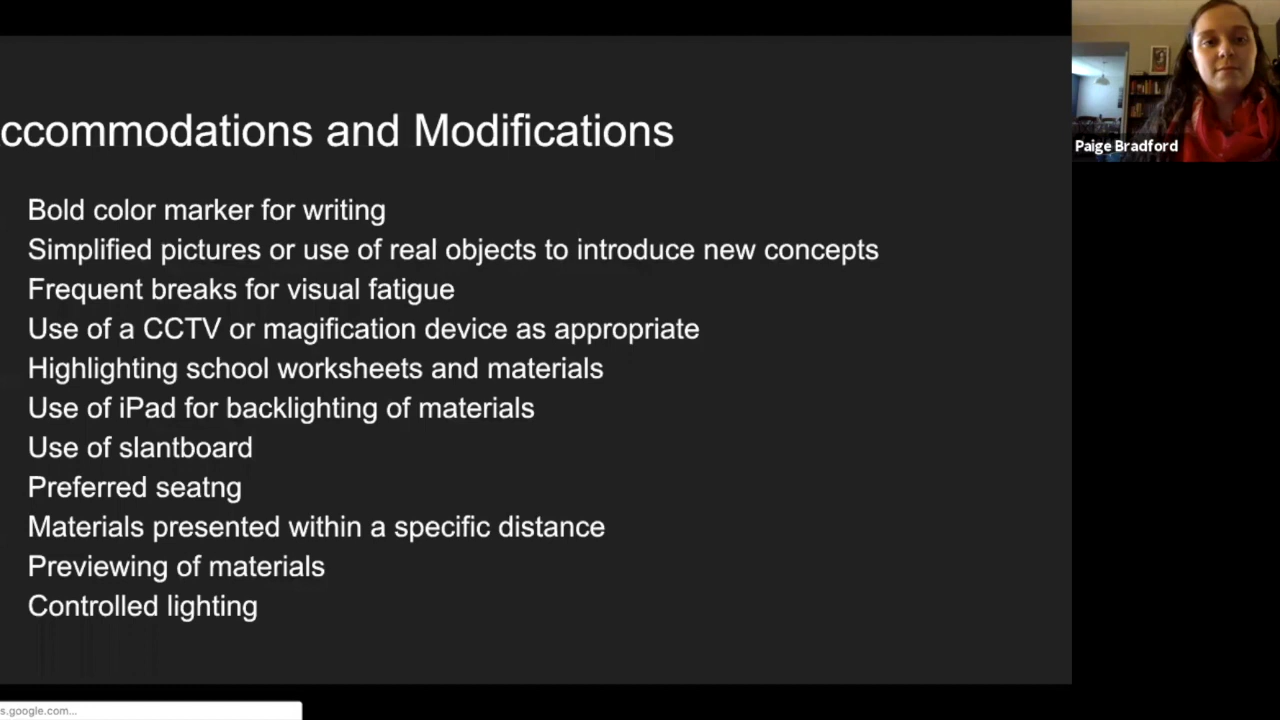 ccommodations and Modifications
Bold color marker for writing
Simplified pictures or use of real objects to introduce new concepts
Frequent breaks for visual fatigue
Use of a CCTV or magification device as appropriate
Highlighting school worksheets and materials
Use of iPad for backlighting of materials
Use of slantboard
Preferred seatng
Materials presented within a specific distance
Previewing of materials
Controlled lighting
Paige Bradford
s.google.com...